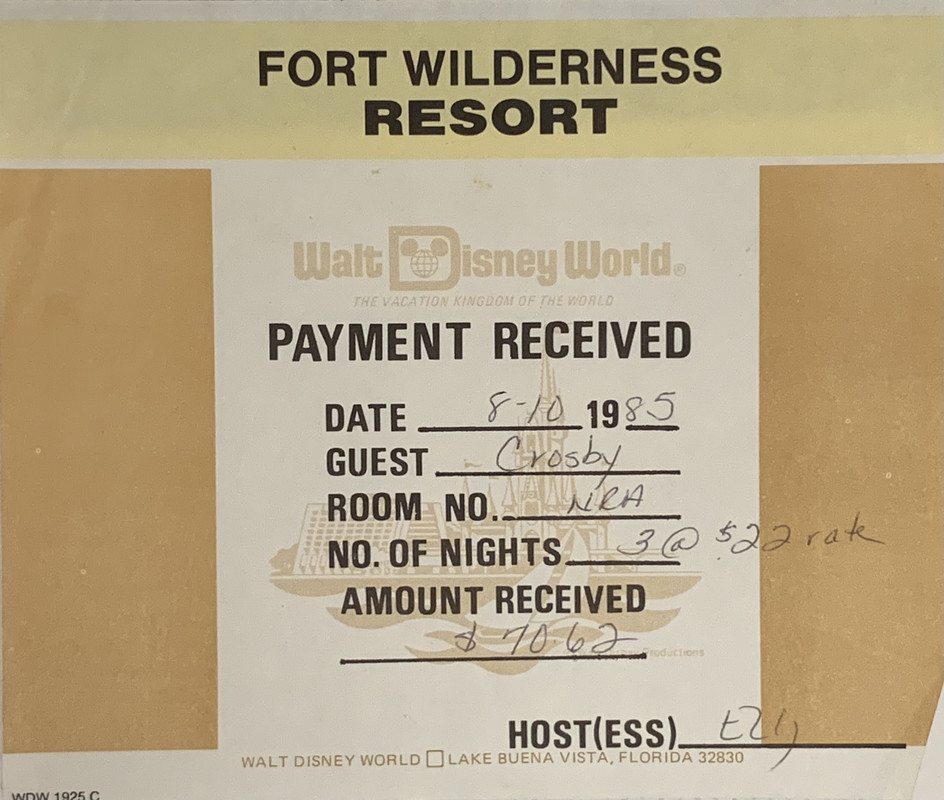 FORT WILDERNESS
RESORT
Walt Disney World®
THE VACATION KINGDOM OF THE WORLD
PAYMENT RECEIVED
DATE 8-10 1985
GUEST Crosby
ROOM NO. NRA
NO. OF NIGHTS 3 @ $22 rate
AMOUNT RECEIVED
$ 70.62
Productions
HOST(ESS)
WALT DISNEY WORLD □ LAKE BUENA VISTA, FLORIDA 32830
WDW 1925 C